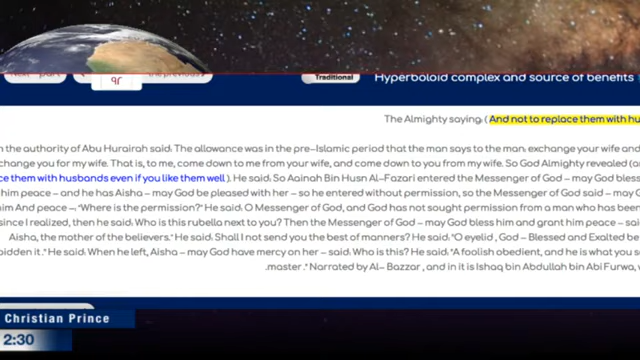 ٩٢
Traditional
Hyperboloid complex and source of benefits
The Almighty saying: ( And not to replace them with hu
n the authority of Abu Hurairah said: The allowance was in the pre-Islamic period that the man says to the man: exchange your wife and
change you for my wife. That is, to me, come down to me from your wife, and come down to you from my wife. So God Almighty revealed (a
ce them with husbands even if you like them well ). He said: So Aainah Bin Husn Al-Fazari entered the Messenger of God - may God bless
him peace - and he has Aisha - may God be pleased with her - so he entered without permission, so the Messenger of God said - may G
im And peace -: "Where is the permission?" He said: O Messenger of God, and God has not sought permission from a man who has been
since I realized, then he said: Who is this rubella next to you? Then the Messenger of God - may God bless him and grant him peace - said
Aisha, the mother of the believers." He said: Shall I not send you the best of manners? He said: "O eyelid , God - Blessed and Exalted be
bidden it." He said: When he left, Aisha - may God have mercy on her - said: Who is this? He said: "A foolish obedient, and he is what you s
.master ." Narrated by Al- Bazzar , and in it is Ishaq bin Abdullah bin Abi Furwa,
Christian Prince
2:30